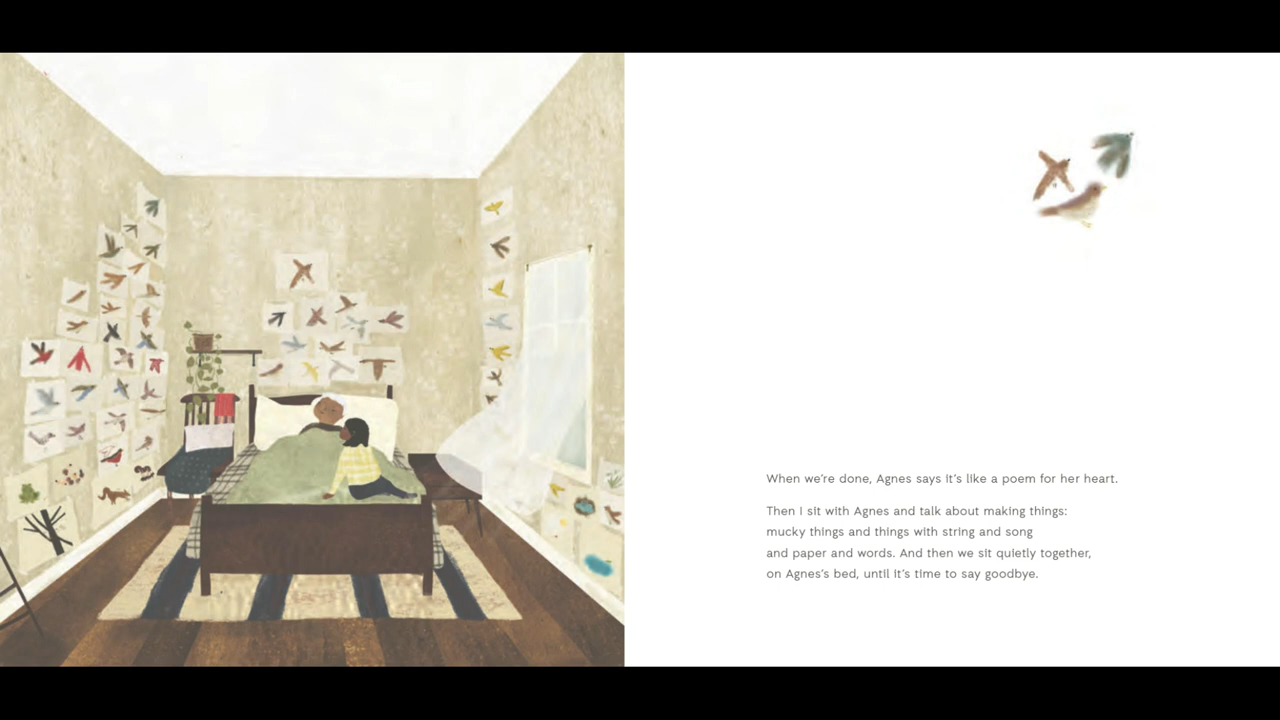 When we're done, Agnes says it's like a poem for her heart.
Then I sit with Agnes and talk about making things:
mucky things and things with string and song
and paper and words. And then we sit quietly together,
on Agnes's bed, until it's time to say goodbye.